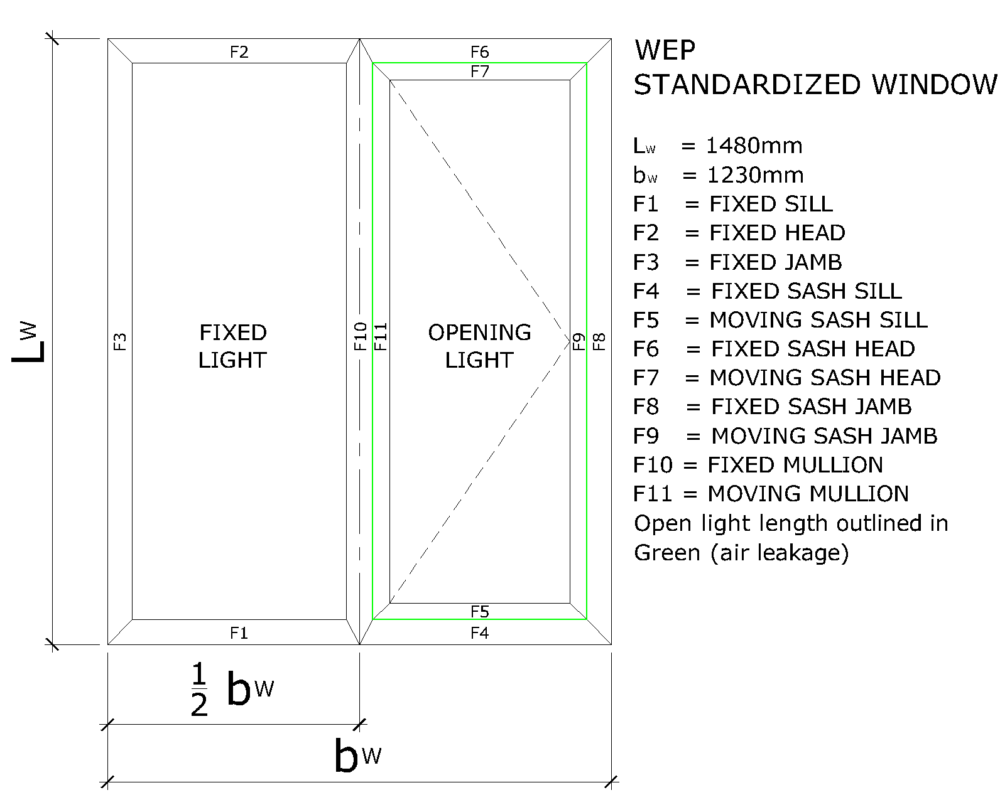 F2
F6
F7
WEP
STANDARDIZED WINDOW
Lw = 1480mm
bw = 1230mm
F1 = FIXED SILL
F2 = FIXED HEAD
F3 = FIXED JAMB
F4 = FIXED SASH SILL
F5 = MOVING SASH SILL
F6 = FIXED SASH HEAD
F7 = MOVING SASH HEAD
F8 = FIXED SASH JAMB
F9 = MOVING SASH JAMB
F10 = FIXED MULLION
F11 = MOVING MULLION
Open light length outlined in
Green (air leakage)
LW
F3
FIXED
LIGHT
F10
F11
OPENING
LIGHT
F9
F8
F5
F1
F4
1/2 bW
bW